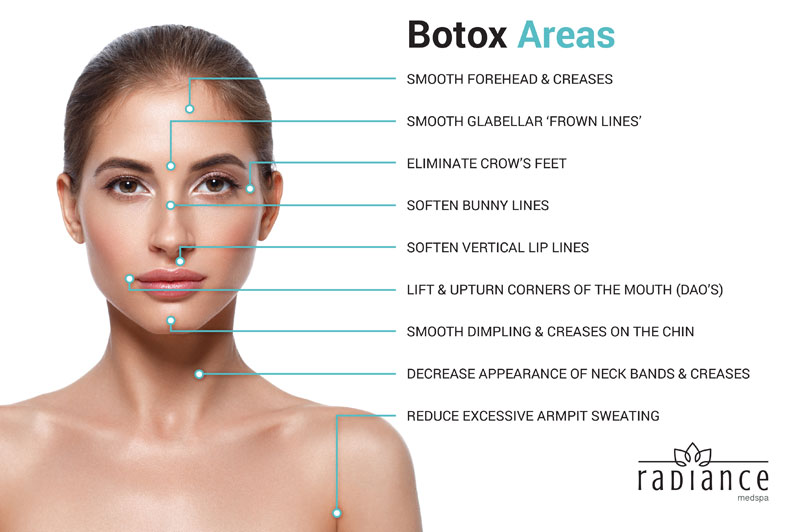 Botox Areas
SMOOTH FOREHEAD & CREASES
SMOOTH GLABELLAR ‘FROWN LINES’
ELIMINATE CROW’S FEET
SOFTEN BUNNY LINES
SOFTEN VERTICAL LIP LINES
LIFT & UPTURN CORNERS OF THE MOUTH (DAO’S)
SMOOTH DIMPLING & CREASES ON THE CHIN
DECREASE APPEARANCE OF NECK BANDS & CREASES
REDUCE EXCESSIVE ARMPIT SWEATING
radiance
medspa